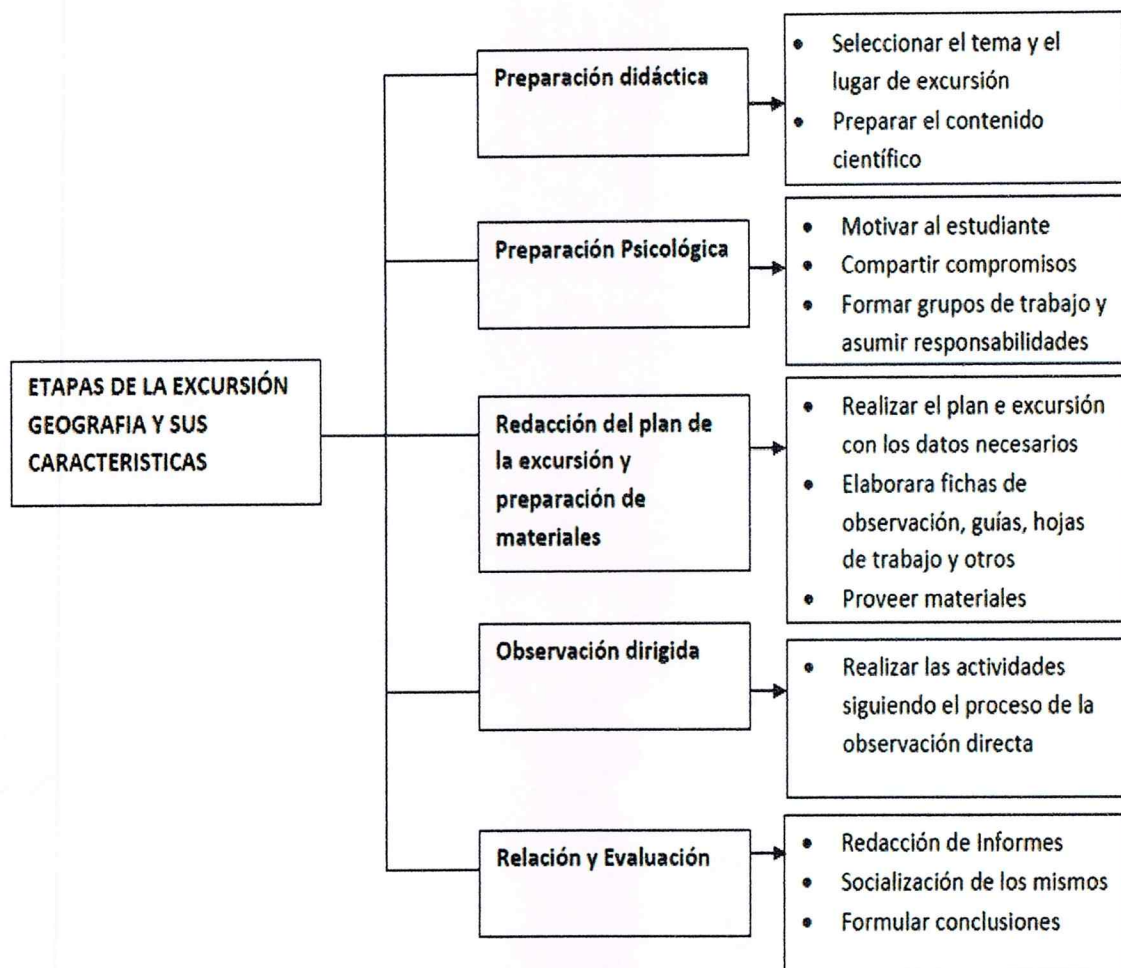 Preparación didáctica
• Seleccionar el tema y el
lugar de excursión
• Preparar el contenido
científico
Preparación Psicológica
• Motivar al estudiante
• Compartir compromisos
• Formar grupos de trabajo y
asumir responsabilidades
ETAPAS DE LA EXCURSIÓN
GEOGRAFIA Y SUS
CARACTERISTICAS
Redacción del plan de
la excursión y
preparación de
materiales
• Realizar el plan e excursión
con los datos necesarios
• Elaborara fichas de
observación, guías, hojas
de trabajo y otros
• Proveer materiales
Observación dirigida
• Realizar las actividades
siguiendo el proceso de la
observación directa
Relación y Evaluación
• Redacción de Informes
• Socialización de los mismos
• Formular conclusiones